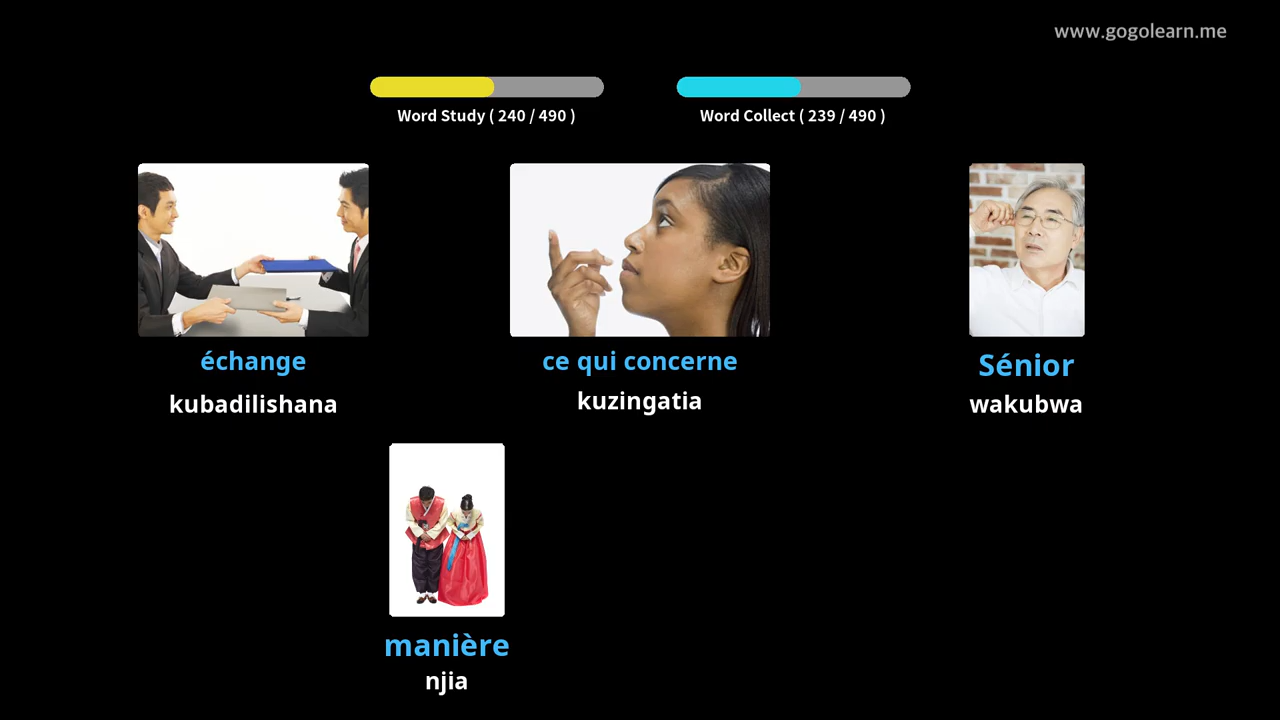 www.gogolearn.me
Word Study ( 240 / 490 )
Word Collect ( 239 / 490 )
échange
kubadilishana
ce qui concerne
kuzingatia
Sénior
wakubwa
manière
njia